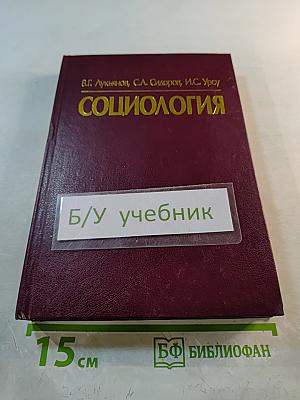 В.Г. Лукьянов, С.А. Сидоров, И.С. Урсу
СОЦИОЛОГИЯ
Б/У учебник
15 см
БФ БИБЛИОФАН